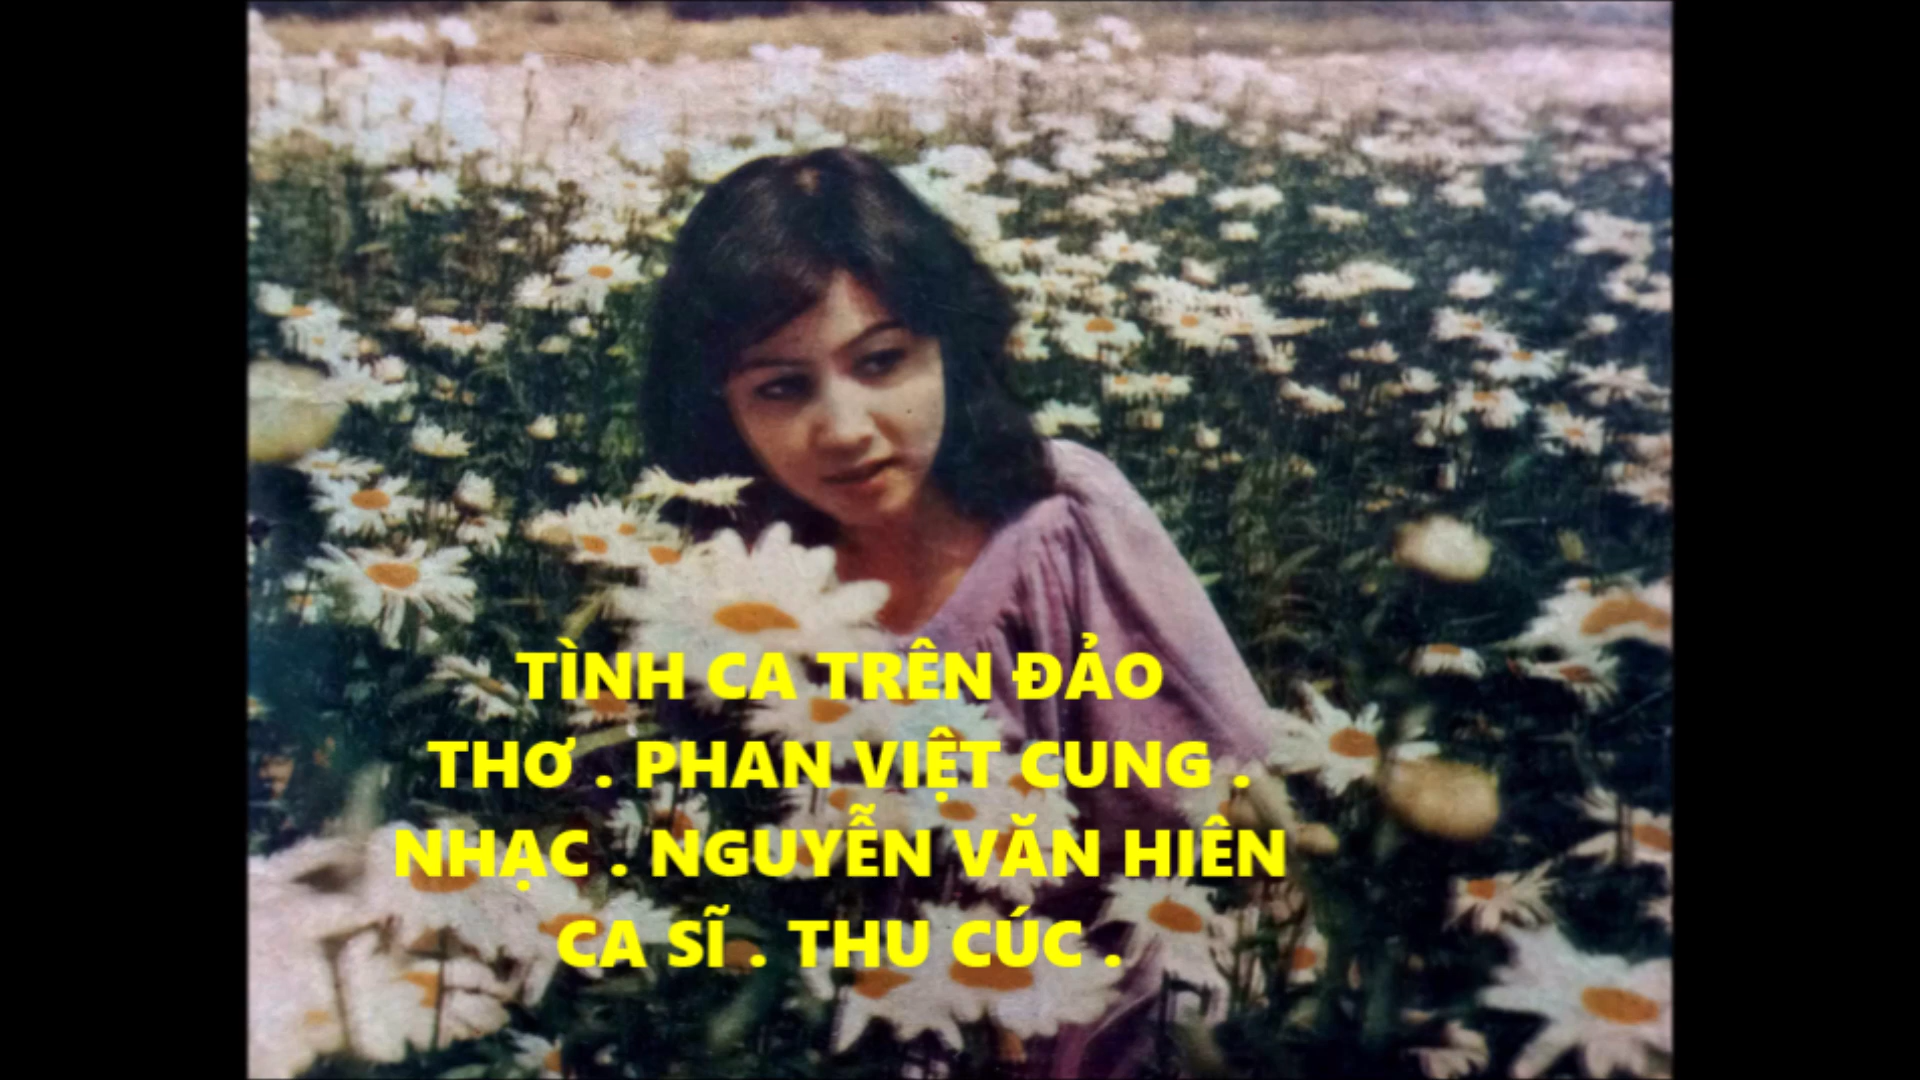 TÌNH CA TRÊN ĐẢO
THƠ . PHAN VIỆT CUNG .
NHẠC . NGUYỄN VĂN HIÊN
CA SĨ . THU CÚC .